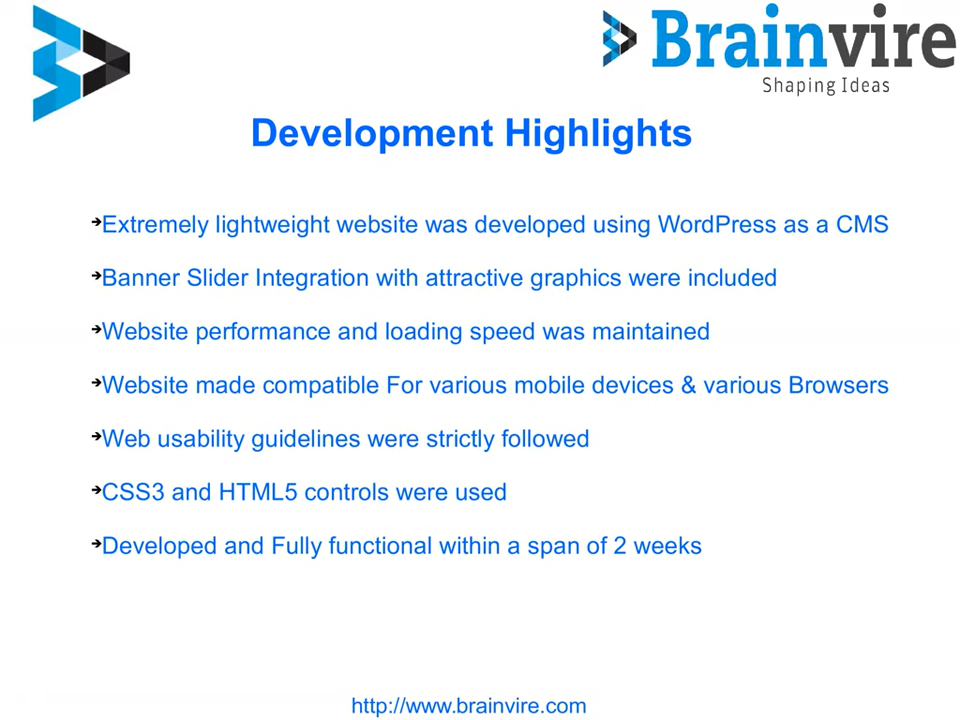 Brainvire
Shaping Ideas
Development Highlights
➔Extremely lightweight website was developed using WordPress as a CMS
➔Banner Slider Integration with attractive graphics were included
➔Website performance and loading speed was maintained
➔Website made compatible For various mobile devices & various Browsers
➔Web usability guidelines were strictly followed
➔CSS3 and HTML5 controls were used
➔Developed and Fully functional within a span of 2 weeks
http://www.brainvire.com